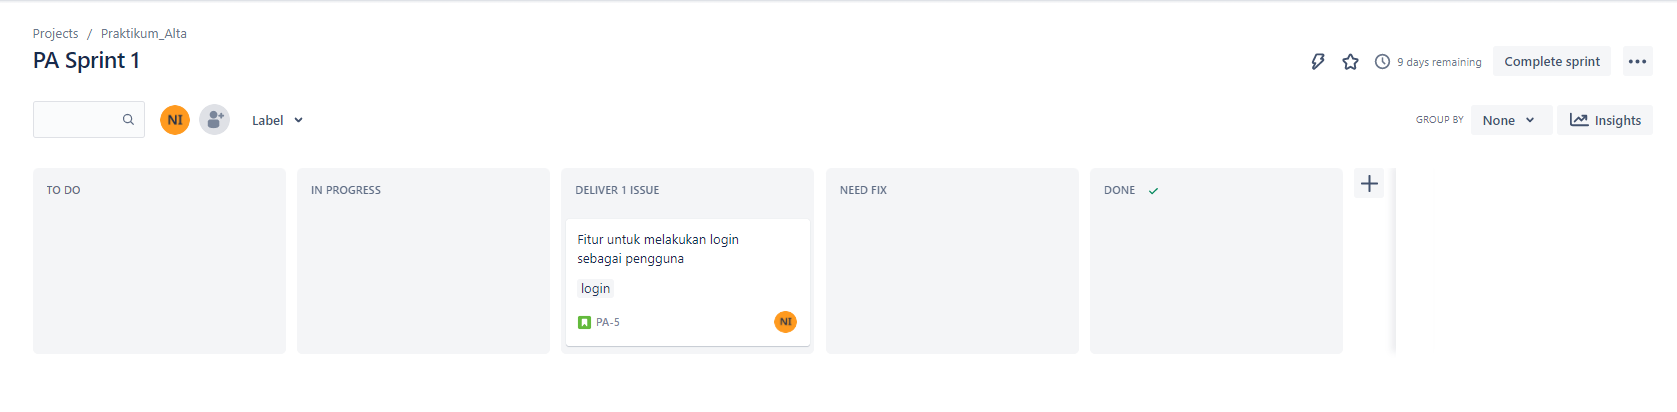 Projects / Praktikum_Alta
PA Sprint 1
9 days remaining
Complete sprint
NI
Label
GROUP BY
None
Insights
TO DO
IN PROGRESS
DELIVER 1 ISSUE
NEED FIX
DONE
Fitur untuk melakukan login
sebagai pengguna
login
PA-5
NI